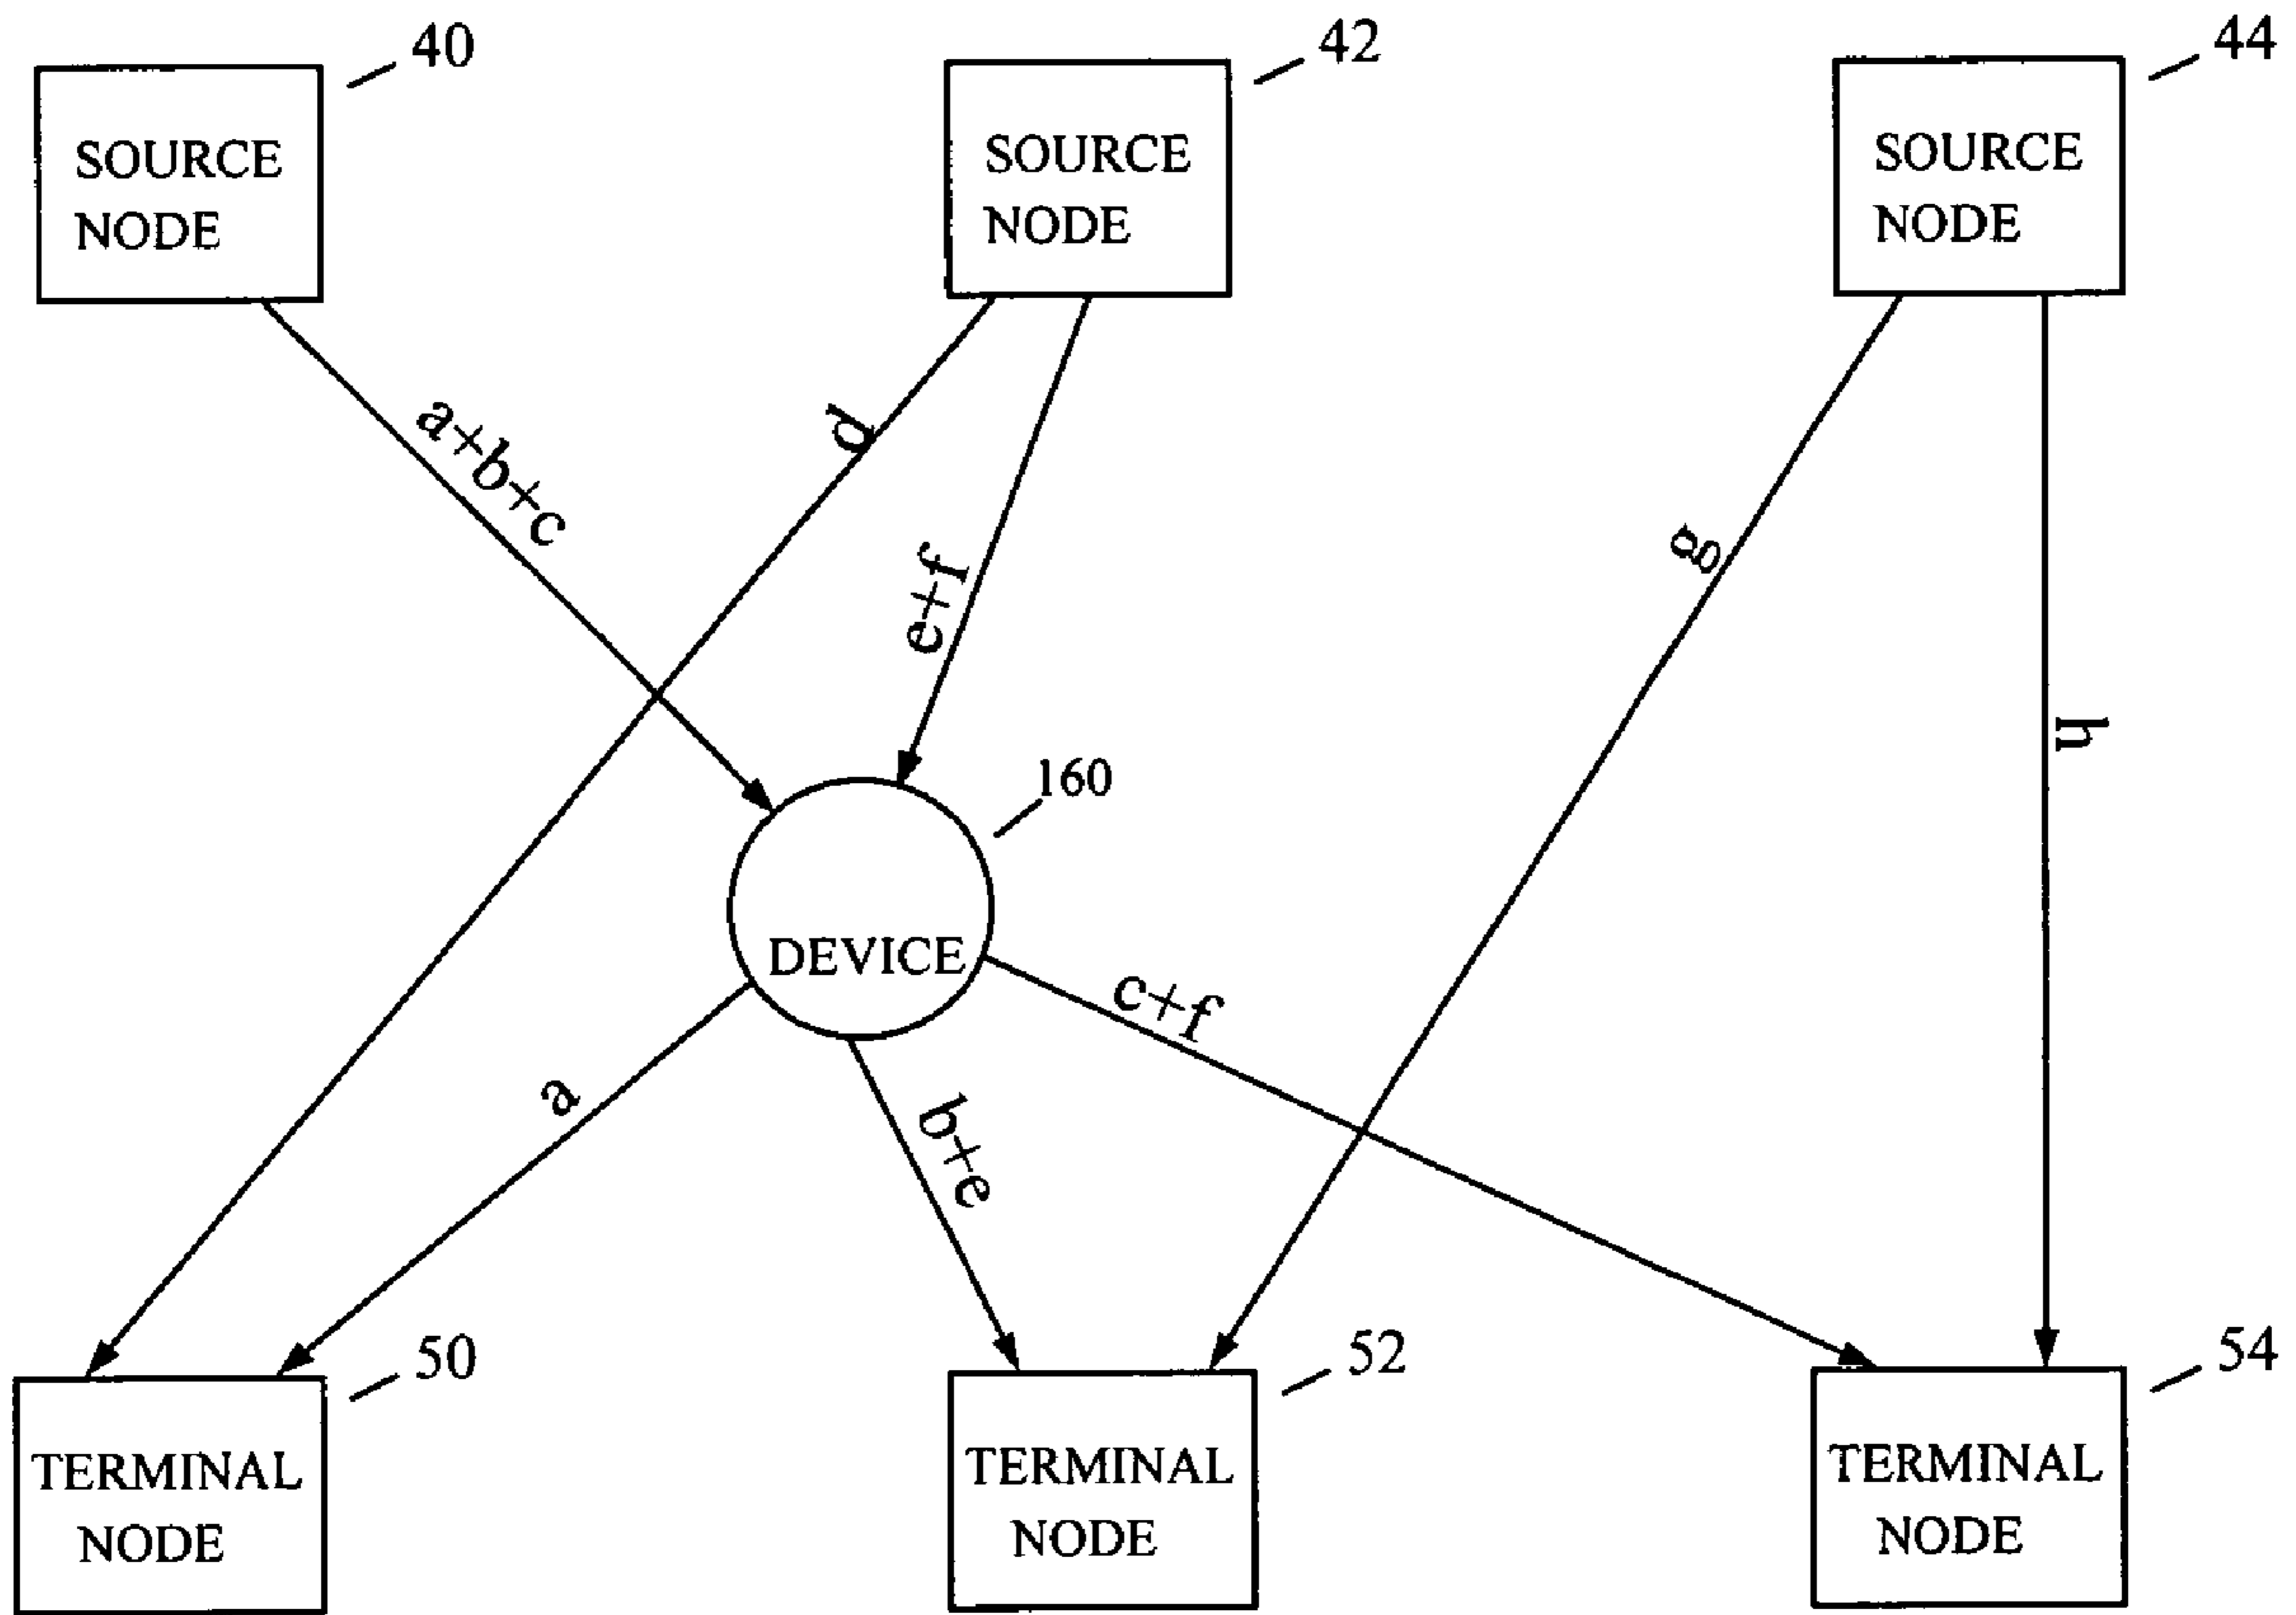 40
42
44
SOURCE
NODE
SOURCE
NODE
SOURCE
NODE
a+b+c
d
e+f
g
h
160
DEVICE
c+f
a
b+e
50
52
54
TERMINAL
NODE
TERMINAL
NODE
TERMINAL
NODE